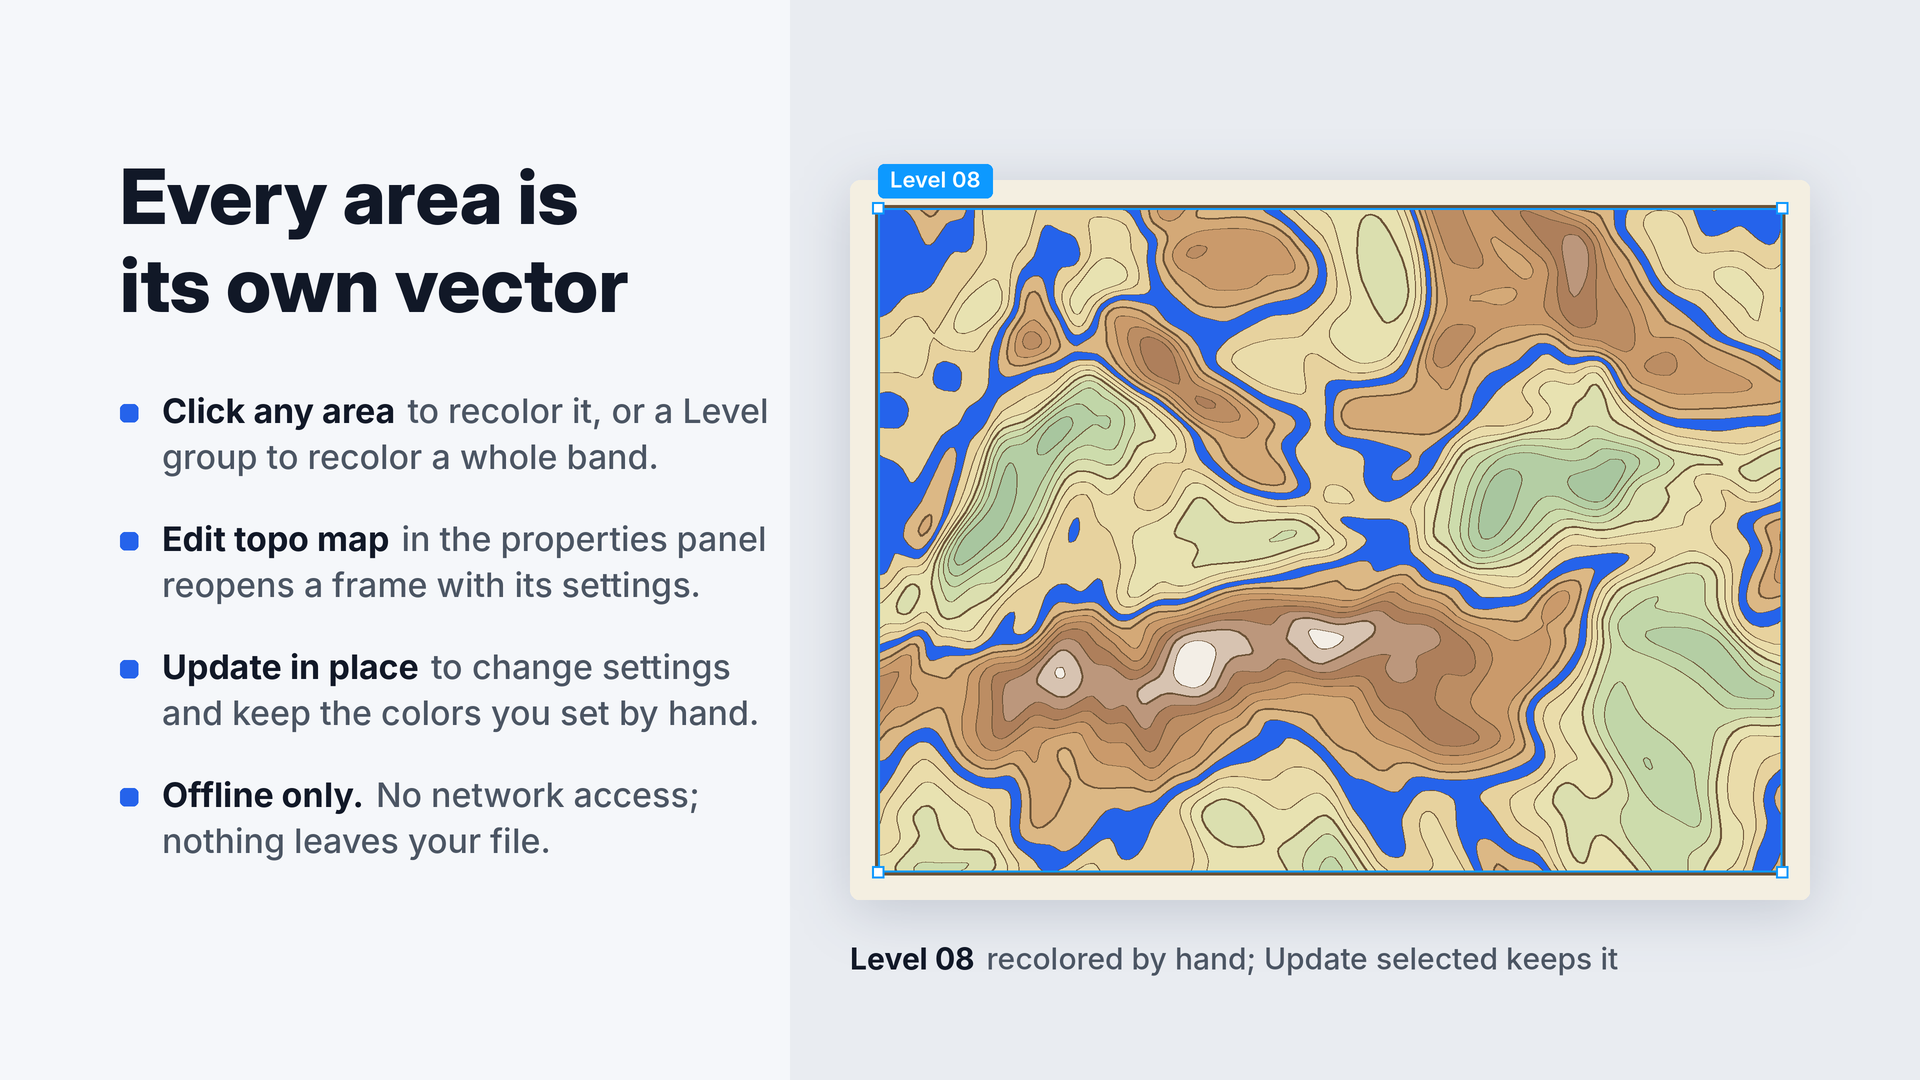 Every area is
its own vector
Click any area to recolor it, or a Level
group to recolor a whole band.
Edit topo map in the properties panel
reopens a frame with its settings.
Update in place to change settings
and keep the colors you set by hand.
Offline only. No network access;
nothing leaves your file.
Level 08
Level 08 recolored by hand; Update selected keeps it